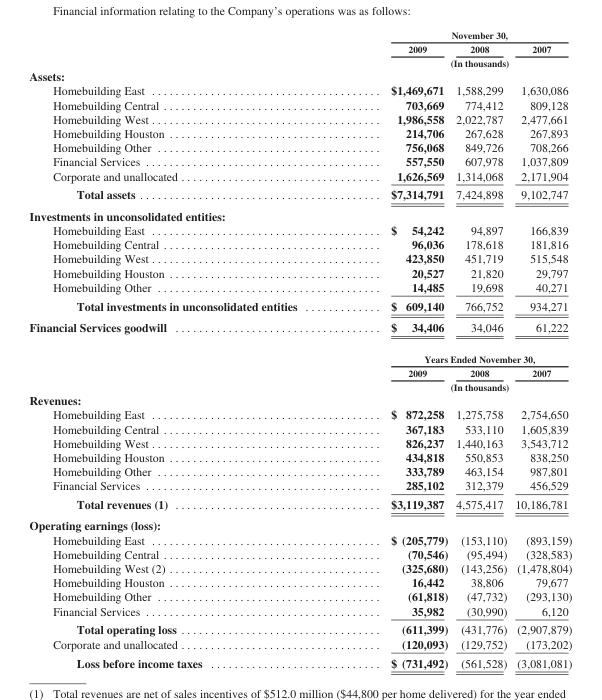 Financial information relating to the Company's operations was as follows:
November 30,
2009 2008 2007
(In thousands)
Assets:
Homebuilding East ........ $1,469,671 1,588,299 1,630,086
Homebuilding Central ........ 703,669 774,412 809,128
Homebuilding West ........ 1,986,558 2,022,787 2,477,661
Homebuilding Houston ........ 214,706 267,628 267,893
Homebuilding Other ........ 756,068 849,726 708,266
Financial Services ........ 557,550 607,978 1,037,809
Corporate and unallocated ........ 1,626,569 1,314,068 2,171,904
Total assets ........ $7,314,791 7,424,898 9,102,747
Investments in unconsolidated entities:
Homebuilding East ........ $ 54,242 94,897 166,839
Homebuilding Central ........ 96,036 178,618 181,816
Homebuilding West ........ 423,850 451,719 515,548
Homebuilding Houston ........ 20,527 21,820 29,797
Homebuilding Other ........ 14,485 19,698 40,271
Total investments in unconsolidated entities ........ $ 609,140 766,752 934,271
Financial Services goodwill ........ $ 34,406 34,046 61,222
Years Ended November 30,
2009 2008 2007
(In thousands)
Revenues:
Homebuilding East ........ $ 872,258 1,275,758 2,754,650
Homebuilding Central ........ 367,183 533,110 1,605,839
Homebuilding West ........ 826,237 1,440,163 3,543,712
Homebuilding Houston ........ 434,818 550,853 838,250
Homebuilding Other ........ 333,789 463,154 987,801
Financial Services ........ 285,102 312,379 456,529
Total revenues (1) ........ $3,119,387 4,575,417 10,186,781
Operating earnings (loss):
Homebuilding East ........ $ (205,779) (153,110) (893,159)
Homebuilding Central ........ (70,546) (95,494) (328,583)
Homebuilding West (2) ........ (325,680) (143,256) (1,478,804)
Homebuilding Houston ........ 16,442 38,806 79,677
Homebuilding Other ........ (61,818) (47,732) (293,130)
Financial Services ........ 35,982 (30,990) 6,120
Total operating loss ........ (611,399) (431,776) (2,907,879)
Corporate and unallocated ........ (120,093) (129,752) (173,202)
Loss before income taxes ........ $ (731,492) (561,528) (3,081,081)
(1) Total revenues are net of sales incentives of $512.0 million ($44,800 per home delivered) for the year ended